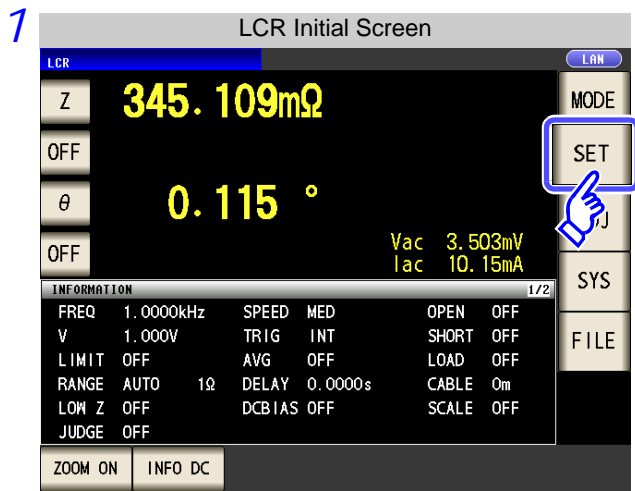 1
LCR Initial Screen
LCR
LAN
Z 345.109mΩ
MODE
OFF
SET
θ 0.115 °
OFF
Vac 3.503mV
Iac 10.15mA
SYS
INFORMATION 1/2
FREQ 1.0000kHz SPEED MED OPEN OFF
V 1.000V TRIG INT SHORT OFF
FILE
LIMIT OFF AVG OFF LOAD OFF
RANGE AUTO 1Ω DELAY 0.0000s CABLE 0m
LOW Z OFF DCBIAS OFF SCALE OFF
JUDGE OFF
ZOOM ON INFO DC